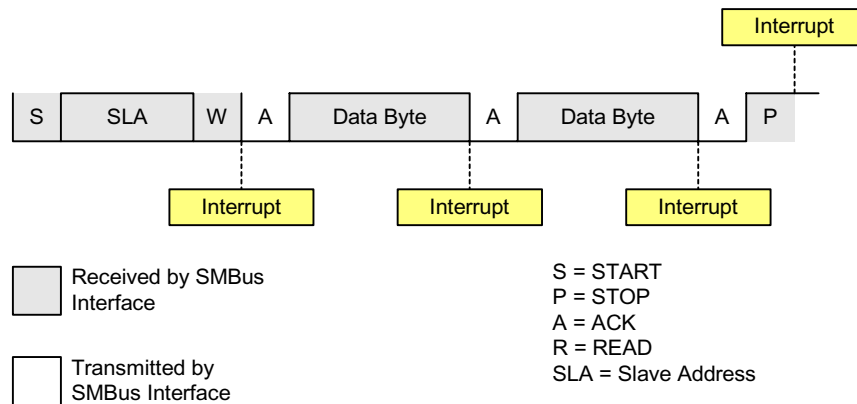 Interrupt
S SLA W A Data Byte A Data Byte A P
Interrupt Interrupt Interrupt
Received by SMBus
Interface
Transmitted by
SMBus Interface
S = START
P = STOP
A = ACK
R = READ
SLA = Slave Address